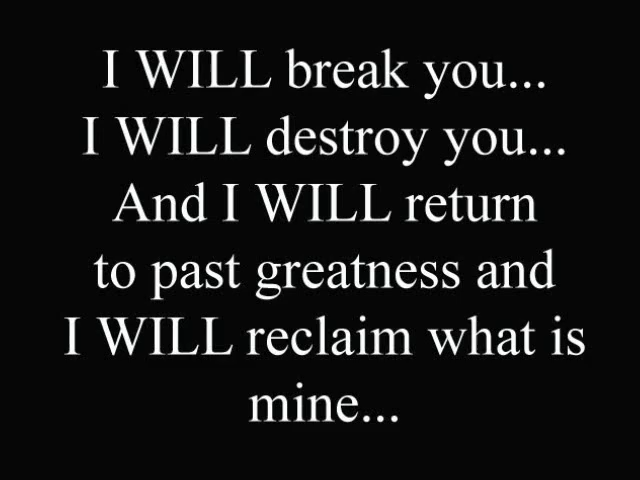 I WILL break you...
I WILL destroy you...
And I WILL return
to past greatness and
I WILL reclaim what is
mine...